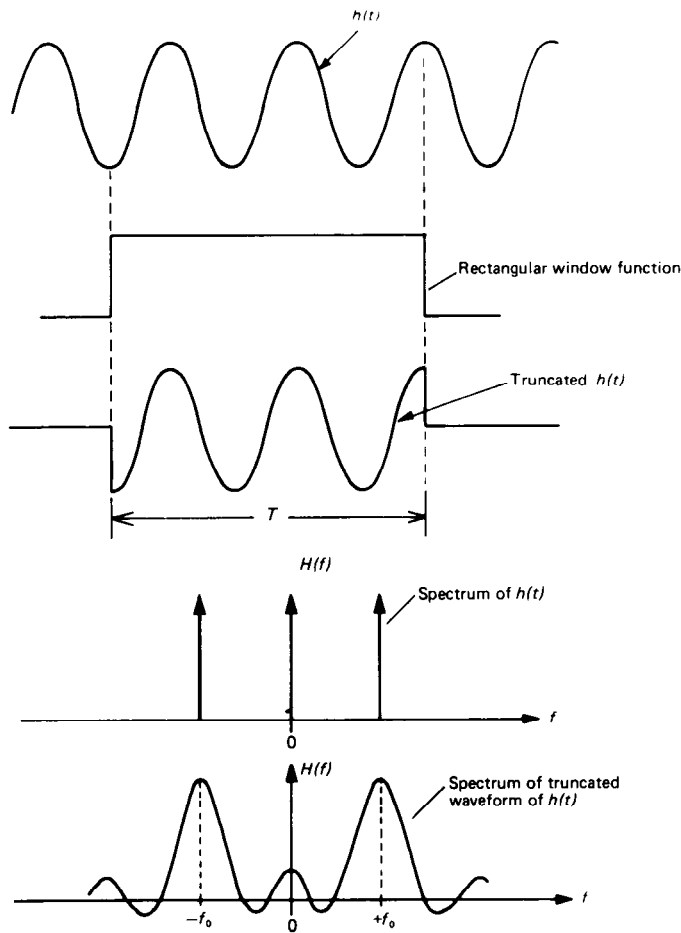 h(t)
Rectangular window function
Truncated h(t)
T
H(f)
Spectrum of h(t)
f
0
H(f)
Spectrum of truncated
waveform of h(t)
f
−f₀
0
+f₀